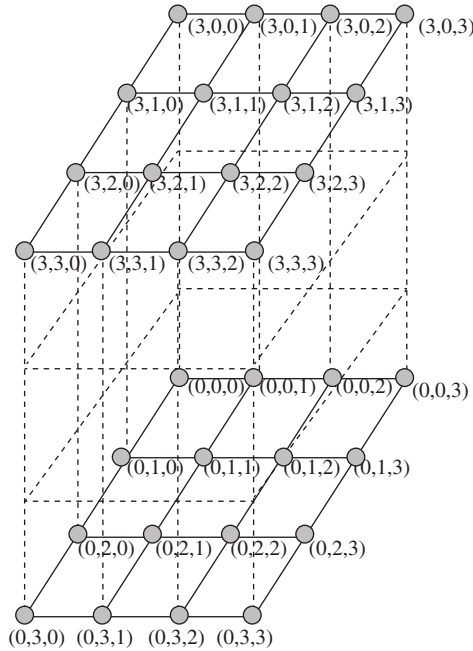 (3,0,0) (3,0,1) (3,0,2) (3,0,3)
(3,1,0) (3,1,1) (3,1,2) (3,1,3)
(3,2,0) (3,2,1) (3,2,2) (3,2,3)
(3,3,0) (3,3,1) (3,3,2) (3,3,3)
(0,0,0) (0,0,1) (0,0,2) (0,0,3)
(0,1,0) (0,1,1) (0,1,2) (0,1,3)
(0,2,0) (0,2,1) (0,2,2) (0,2,3)
(0,3,0) (0,3,1) (0,3,2) (0,3,3)